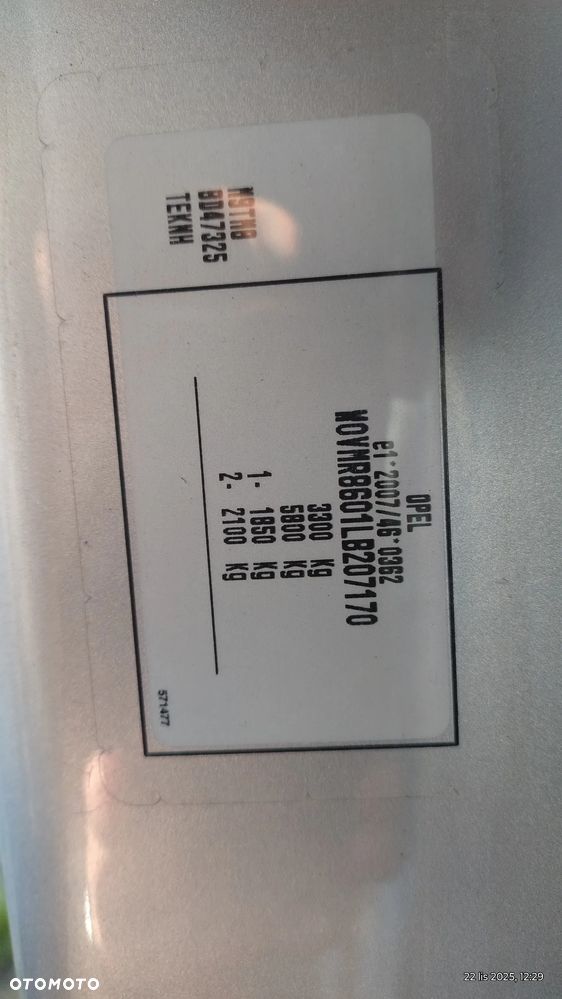 OPEL
e1*2007/46*0362
W0VMR8601LB207170
3300 Kg
5800 Kg
1- 1850 Kg
2- 2100 Kg
571477
M9TN8
BD47325
TEKNH
OTOMOTO
22 lis 2025, 12:29